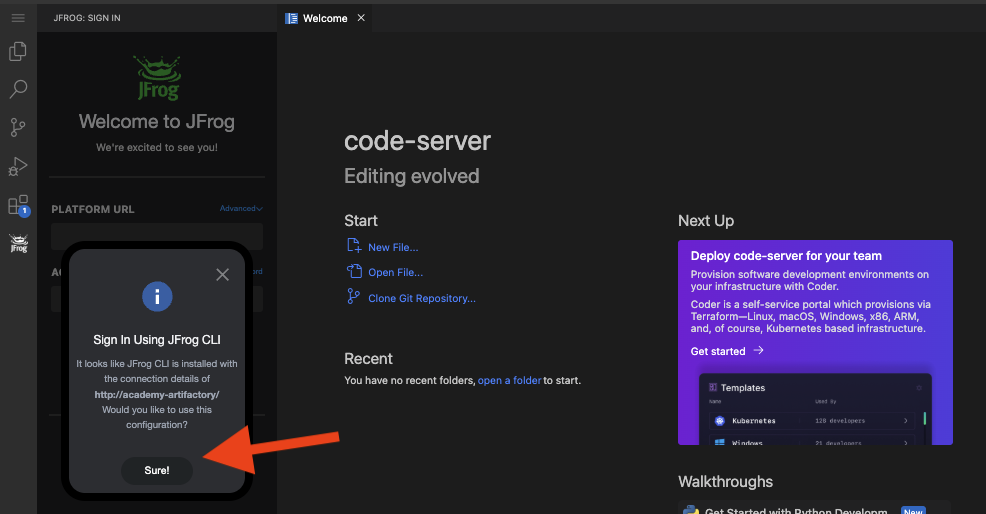 JFROG: SIGN IN
Welcome
JFrog
Welcome to JFrog
We're excited to see you!
PLATFORM URL
Advanced
Sign In Using JFrog CLI
It looks like JFrog CLI is installed with
the connection details of
http://academy-artifactory/
Would you like to use this
configuration?
Sure!
1
JFrog
code-server
Editing evolved
Start
New File...
Open File...
Clone Git Repository...
Recent
You have no recent folders, open a folder to start.
Next Up
Deploy code-server for your team
Provision software development environments on
your infrastructure with Coder.
Coder is a self-service portal which provisions via
Terraform—Linux, macOS, Windows, x86, ARM,
and, of course, Kubernetes based infrastructure.
Get started
Templates
Name Used By
Kubernetes 128 developers
Windows 21 developers
Walkthroughs
Get Started with Python Developm
New